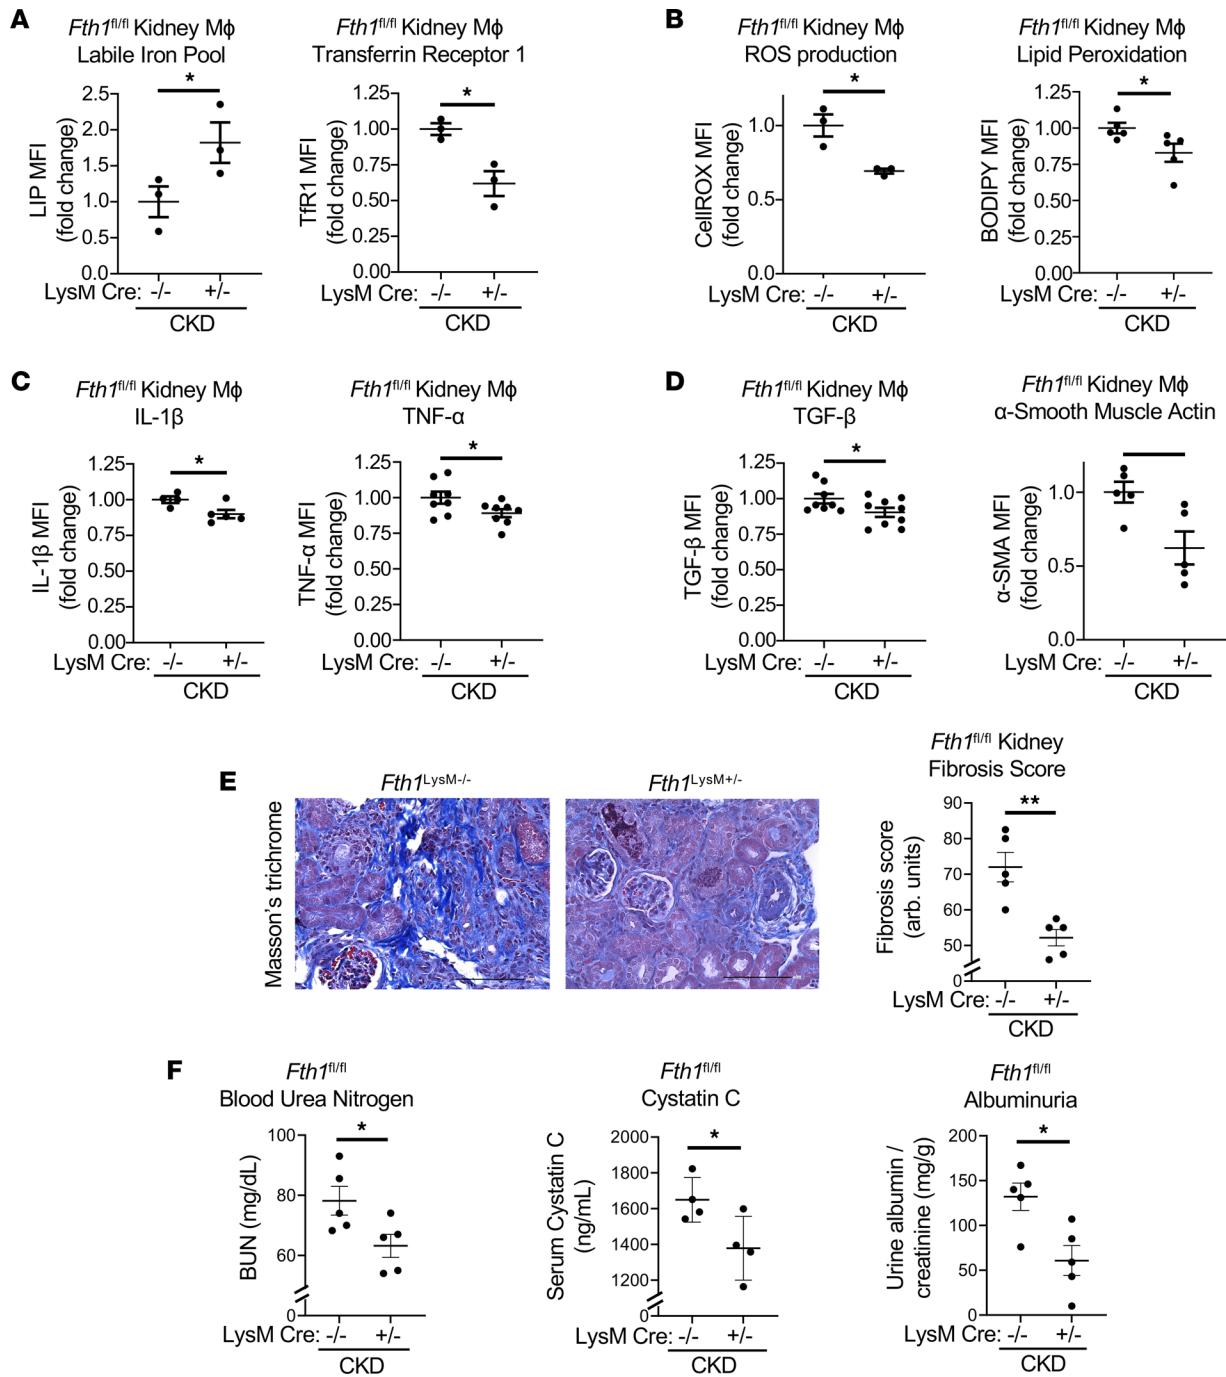 A
Fth1fl/fl Kidney Mϕ
Labile Iron Pool
*
LIP MFI
(fold change)
2.5
2.0
1.5
1.0
0.5
0.0
LysM Cre: -/- +/-
CKD
Fth1fl/fl Kidney Mϕ
Transferrin Receptor 1
*
TfR1 MFI
(fold change)
1.25
1.00
0.75
0.50
0.25
0.00
-/- +/-
CKD
B
Fth1fl/fl Kidney Mϕ
ROS production
*
CellROX MFI
(fold change)
1.0
0.5
0.0
LysM Cre: -/- +/-
CKD
Fth1fl/fl Kidney Mϕ
Lipid Peroxidation
*
BODIPY MFI
(fold change)
1.25
1.00
0.75
0.50
0.25
0.00
-/- +/-
CKD
C
Fth1fl/fl Kidney Mϕ
IL-1β
*
IL-1β MFI
(fold change)
1.25
1.00
0.75
0.50
0.25
0.00
LysM Cre: -/- +/-
CKD
Fth1fl/fl Kidney Mϕ
TNF-α
*
TNF-α MFI
(fold change)
1.25
1.00
0.75
0.50
0.25
0.00
-/- +/-
CKD
D
Fth1fl/fl Kidney Mϕ
TGF-β
*
TGF-β MFI
(fold change)
1.25
1.00
0.75
0.50
0.25
0.00
LysM Cre: -/- +/-
CKD
Fth1fl/fl Kidney Mϕ
α-Smooth Muscle Actin
α-SMA MFI
(fold change)
1.0
0.5
0.0
-/- +/-
CKD
E
Masson's trichrome
Fth1LysM-/-
Fth1LysM+/-
Fth1fl/fl Kidney
Fibrosis Score
**
Fibrosis score
(arb. units)
90
80
70
60
50
0
LysM Cre: -/- +/-
CKD
F
Fth1fl/fl
Blood Urea Nitrogen
*
BUN (mg/dL)
100
80
60
0
LysM Cre: -/- +/-
CKD
Fth1fl/fl
Cystatin C
*
Serum Cystatin C
(ng/mL)
2000
1800
1600
1400
1200
0
LysM Cre: -/- +/-
CKD
Fth1fl/fl
Albuminuria
*
Urine albumin /
creatinine (mg/g)
200
150
100
50
0
LysM Cre: -/- +/-
CKD